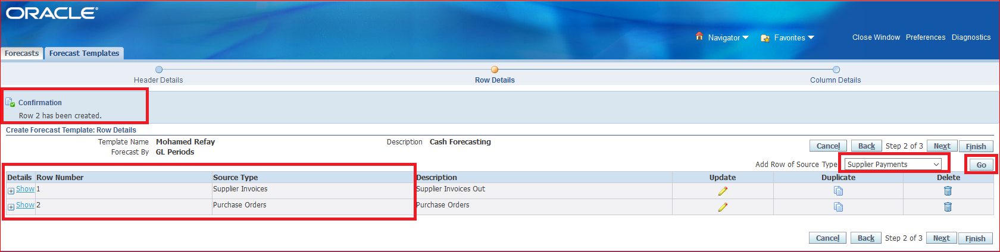 ORACLE
Navigator Favorites Close Window Preferences Diagnostics
Forecasts Forecast Templates
Header Details Row Details Column Details
Confirmation
Row 2 has been created.
Create Forecast Template: Row Details
Template Name Mohamed Refay Description Cash Forecasting
Forecast By GL Periods
Cancel Back Step 2 of 3 Next Finish
Add Row of Source Type Supplier Payments Go
Details Row Number Source Type Description Update Duplicate Delete
Show 1 Supplier Invoices Supplier Invoices Out
Show 2 Purchase Orders Purchase Orders
Cancel Back Step 2 of 3 Next Finish